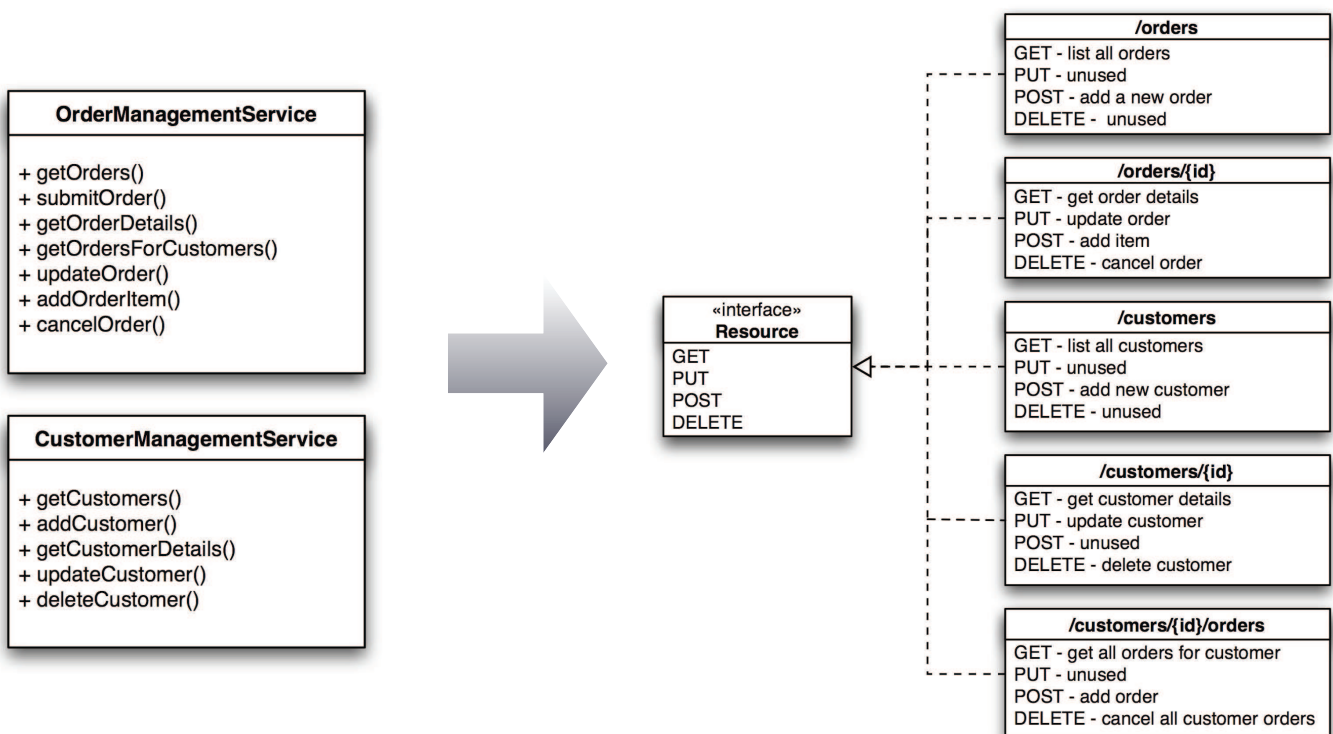 OrderManagementService
+ getOrders()
+ submitOrder()
+ getOrderDetails()
+ getOrdersForCustomers()
+ updateOrder()
+ addOrderItem()
+ cancelOrder()
CustomerManagementService
+ getCustomers()
+ addCustomer()
+ getCustomerDetails()
+ updateCustomer()
+ deleteCustomer()
«interface»
Resource
GET
PUT
POST
DELETE
/orders
GET - list all orders
PUT - unused
POST - add a new order
DELETE -  unused
/orders/{id}
GET - get order details
PUT - update order
POST - add item
DELETE - cancel order
/customers
GET - list all customers
PUT - unused
POST - add new customer
DELETE - unused
/customers/{id}
GET - get customer details
PUT - update customer
POST - unused
DELETE - delete customer
/customers/{id}/orders
GET - get all orders for customer
PUT - unused
POST - add order
DELETE - cancel all customer orders